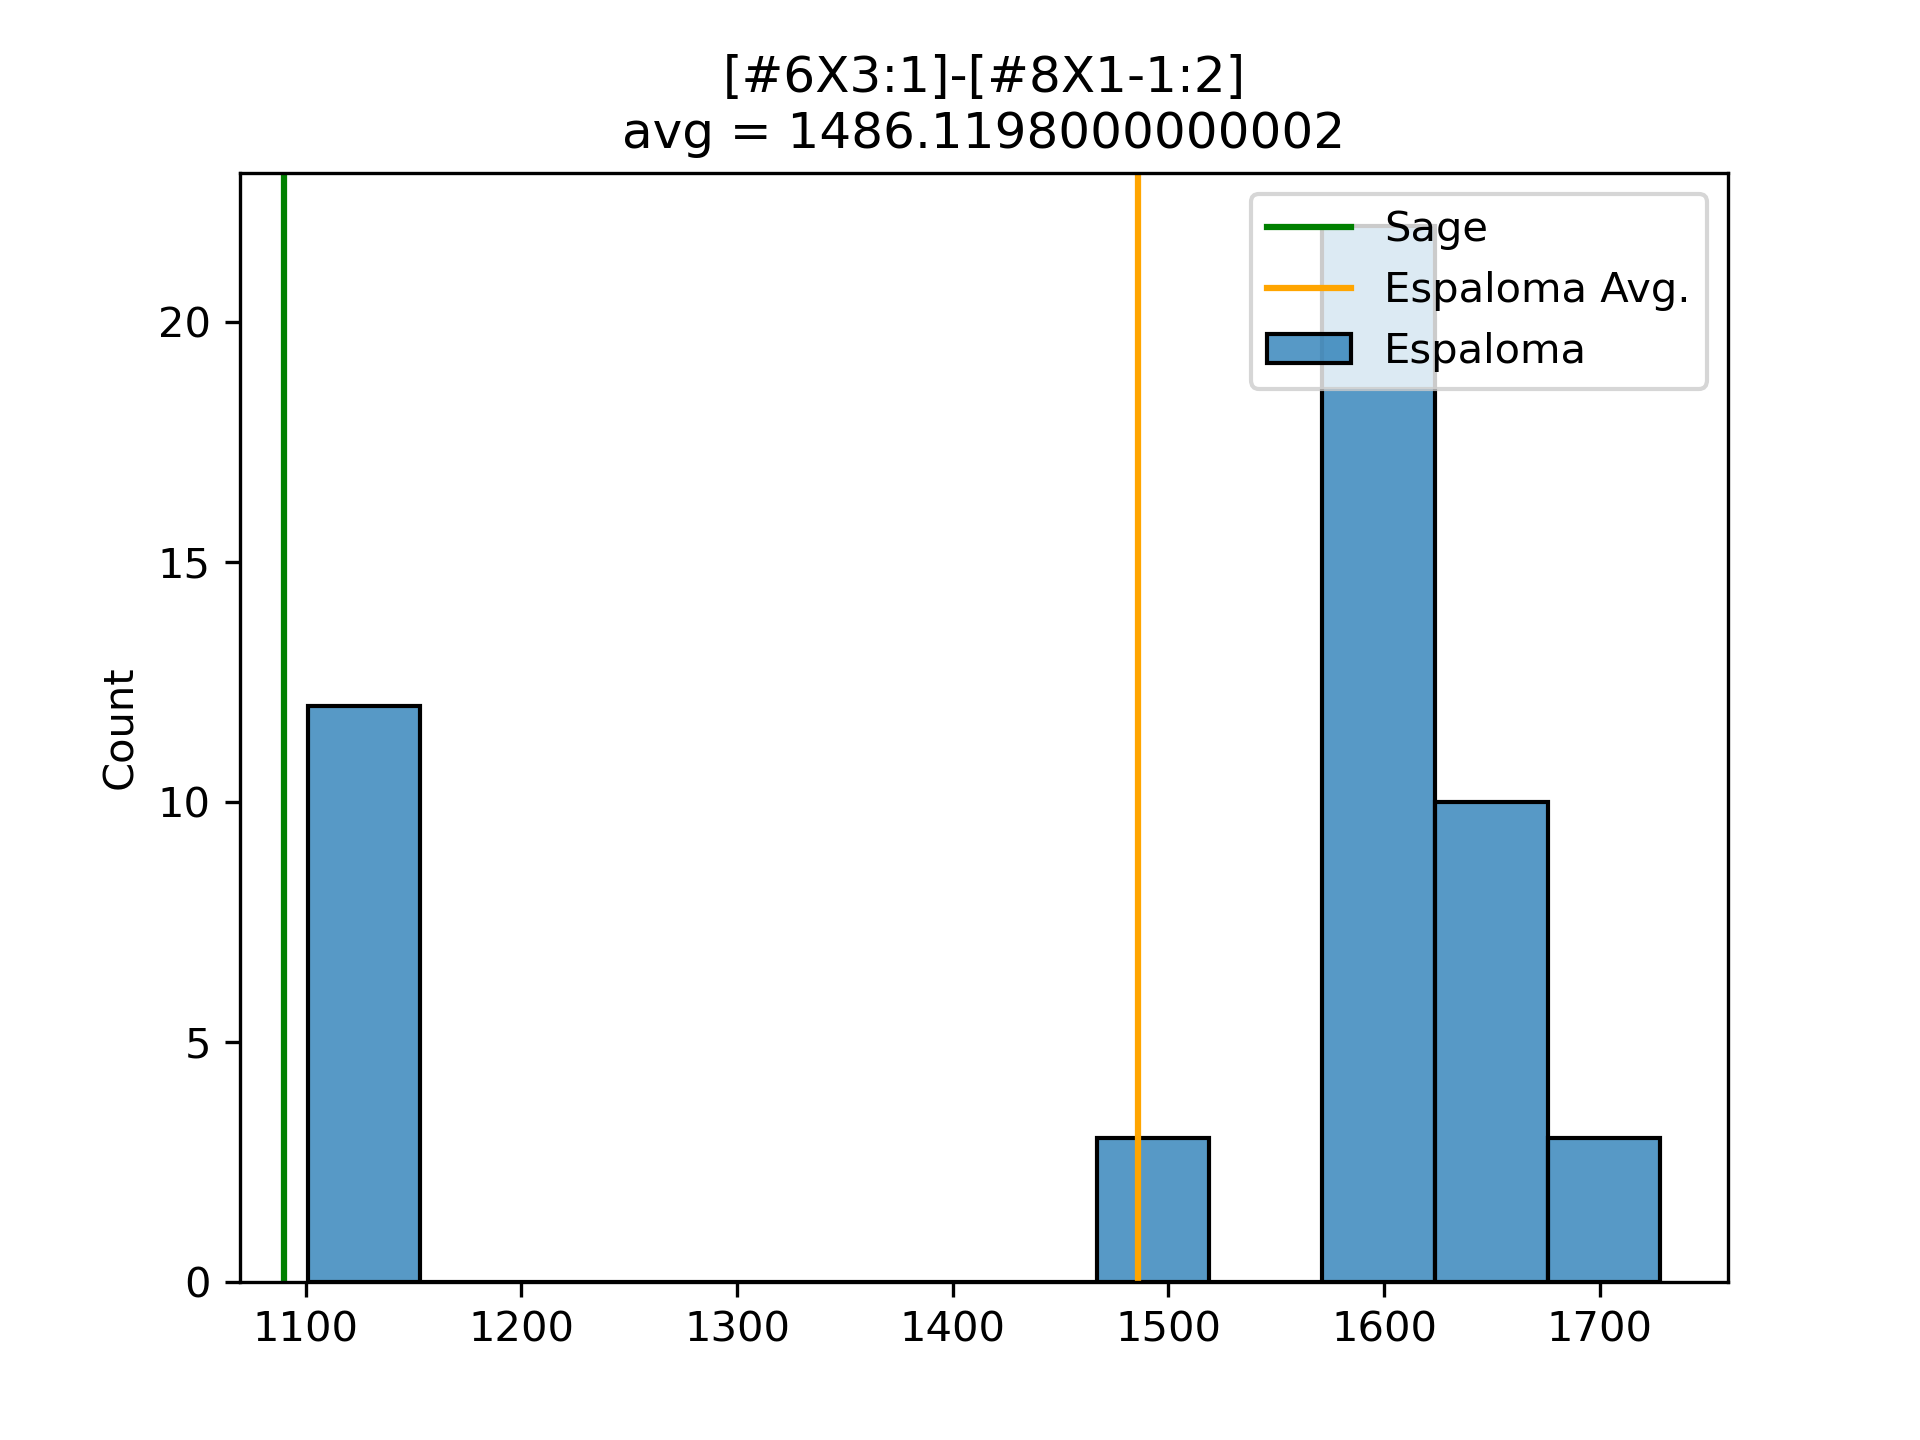 [#6X3:1]-[#8X1-1:2]
avg = 1486.1198000000002
Sage
Espaloma Avg.
Espaloma
Count
20
15
10
5
0
1100 1200 1300 1400 1500 1600 1700